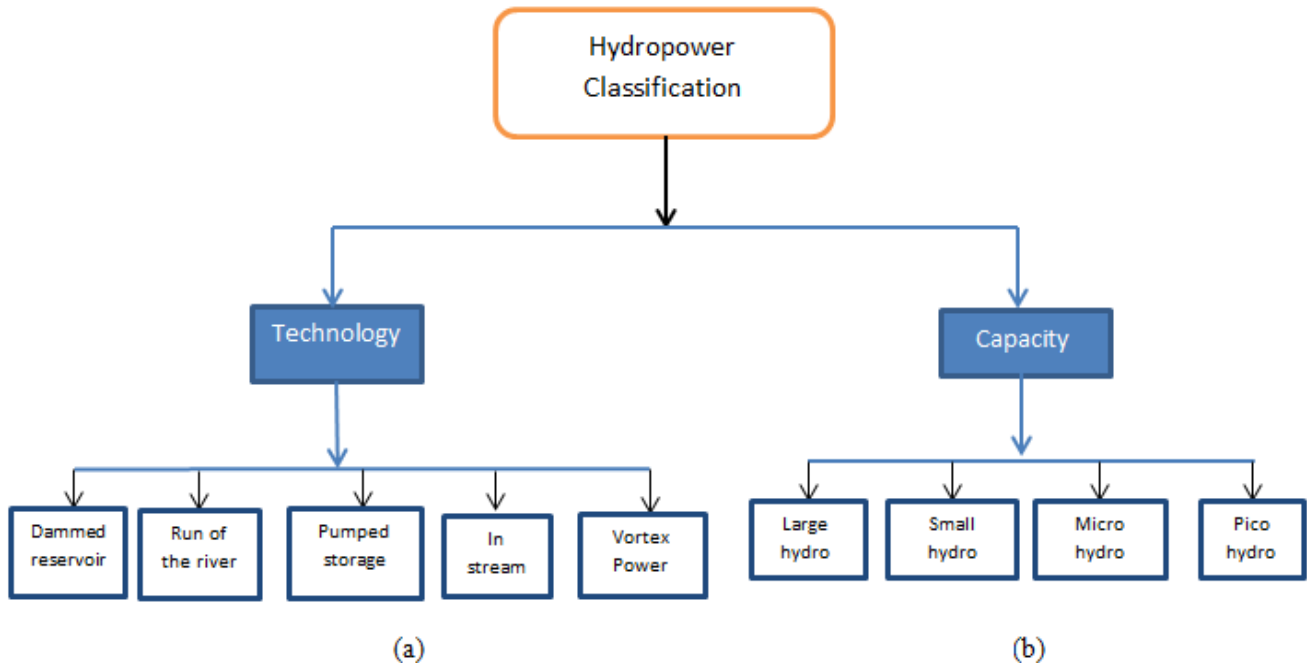 Hydropower
Classification
Technology
Capacity
Dammed
reservoir
Run of
the river
Pumped
storage
In
stream
Vortex
Power
Large
hydro
Small
hydro
Micro
hydro
Pico
hydro
(a)
(b)